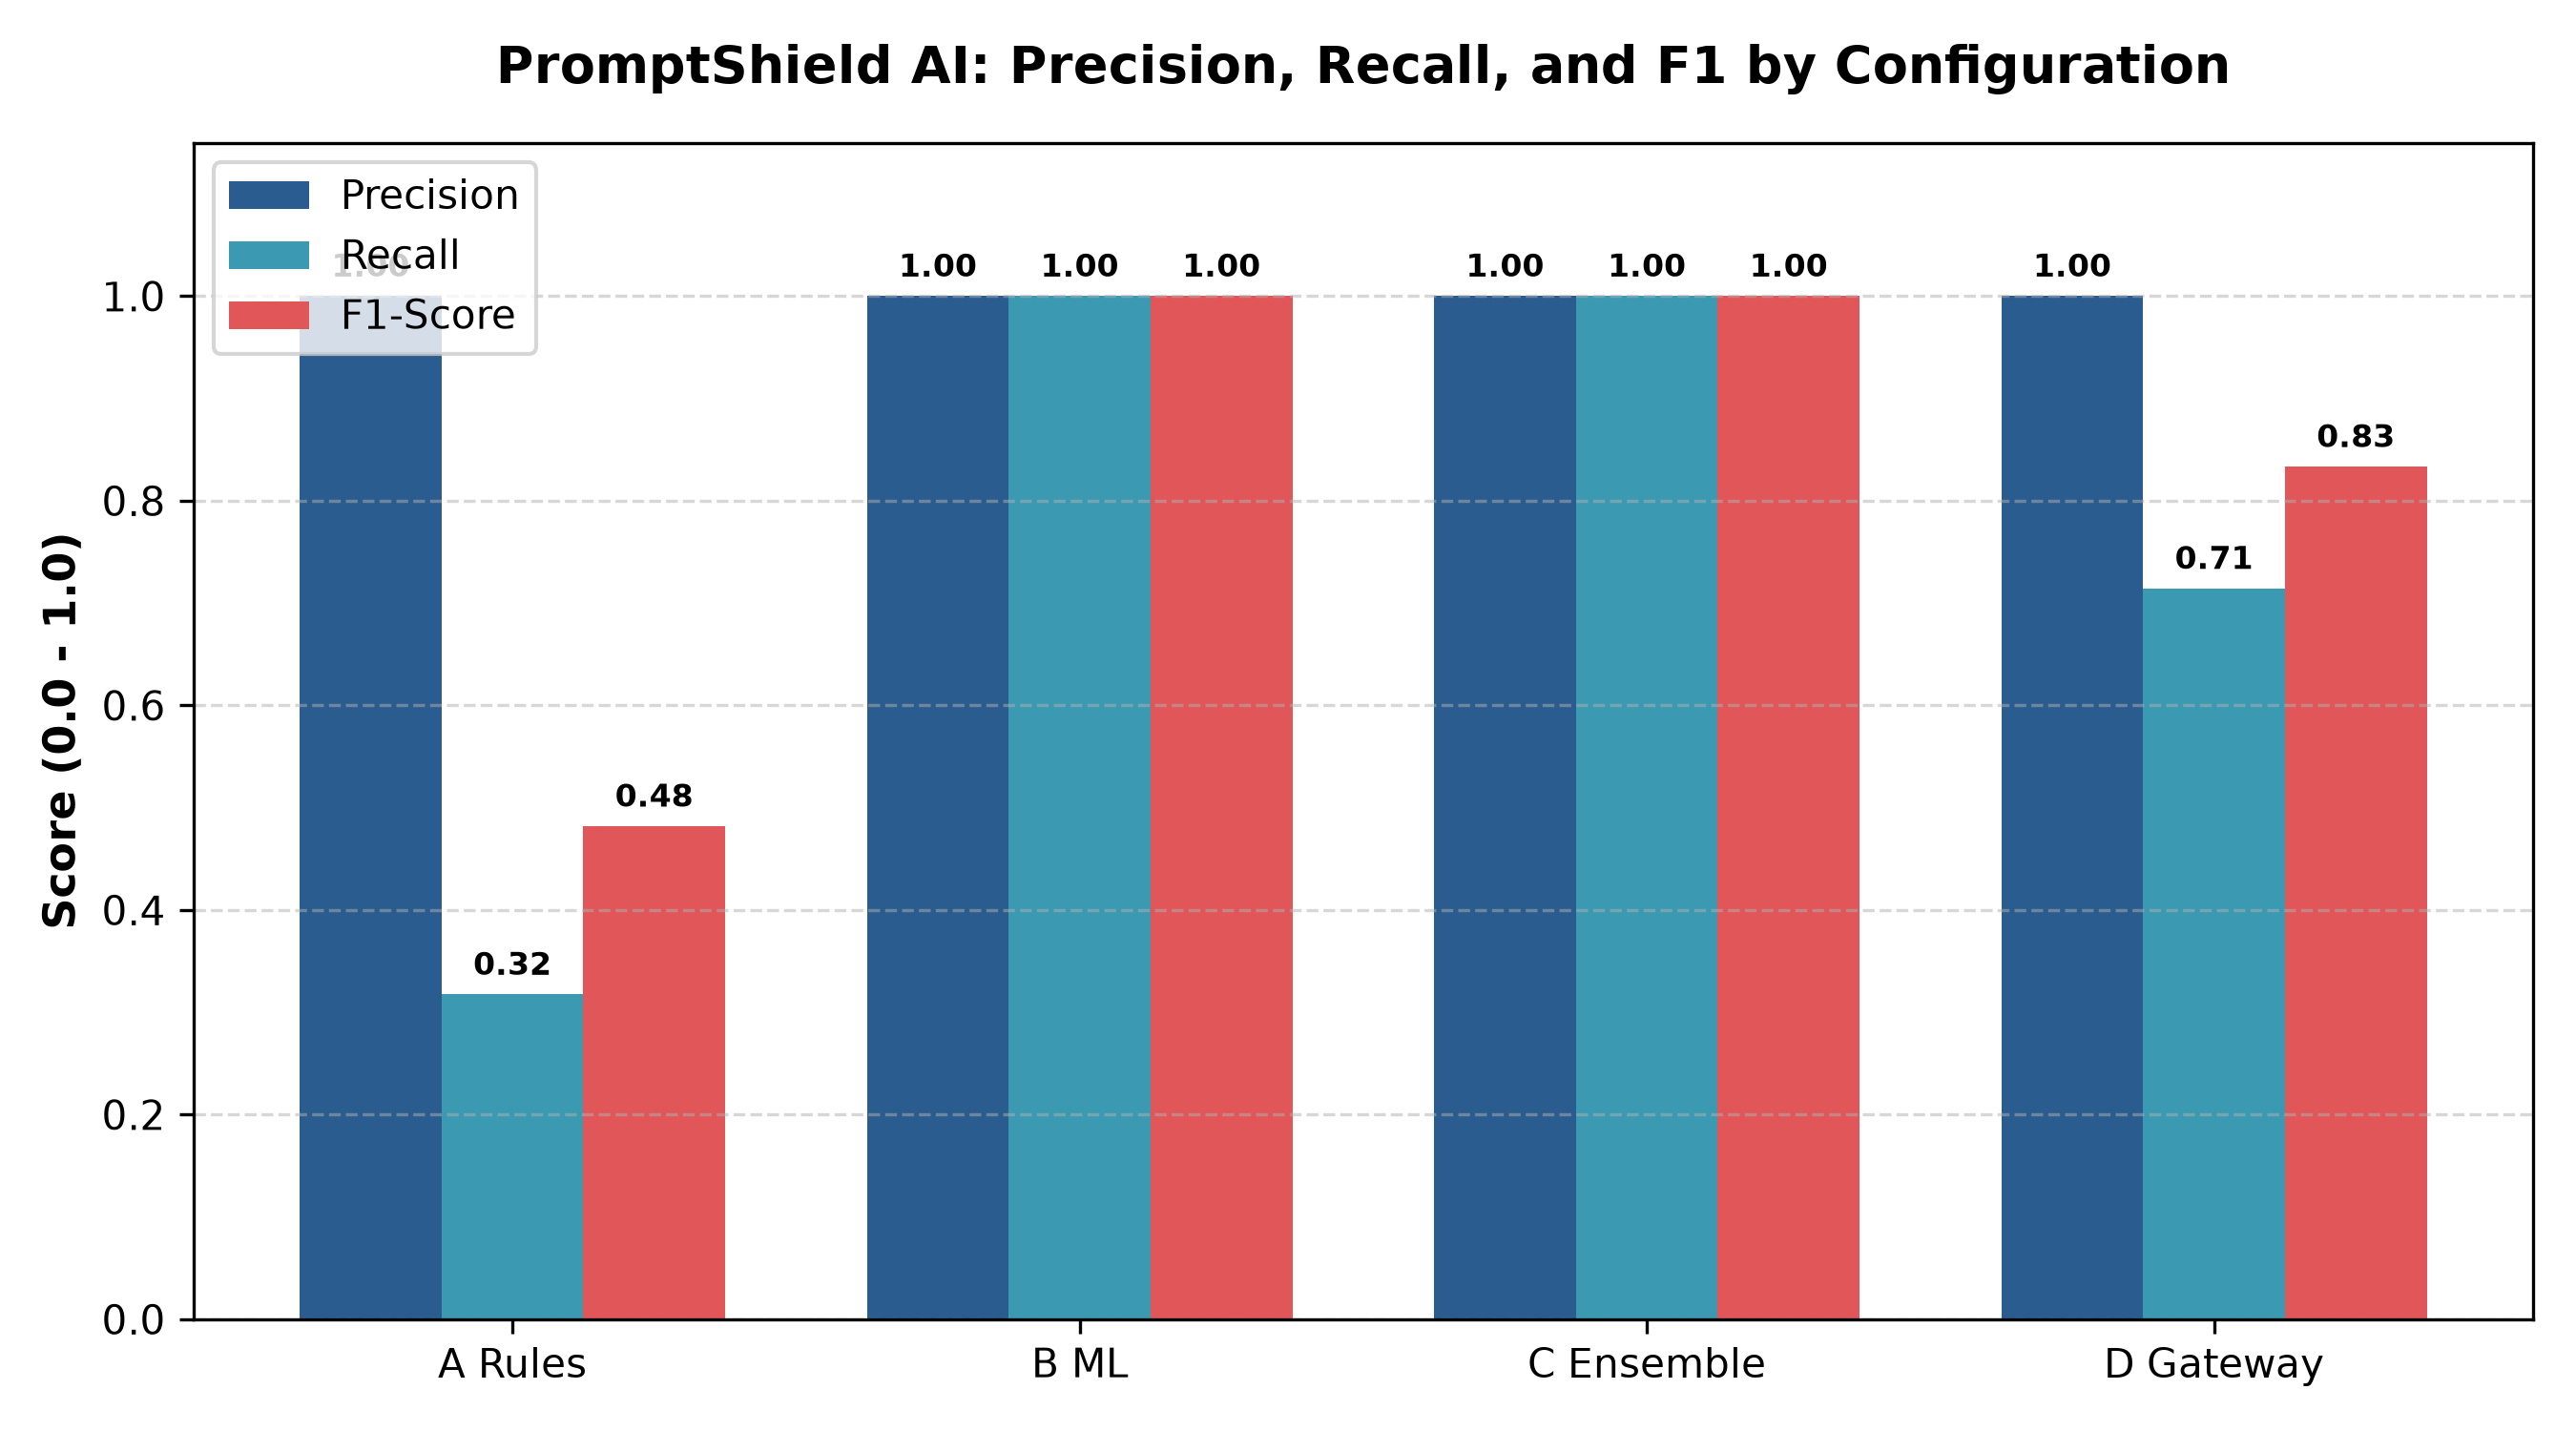 PromptShield AI: Precision, Recall, and F1 by Configuration
Precision
Recall
F1-Score
1.00
1.00 1.00 1.00
1.00 1.00 1.00
1.00
0.83
0.71
0.48
0.32
Score (0.0 - 1.0)
1.0
0.8
0.6
0.4
0.2
0.0
A Rules
B ML
C Ensemble
D Gateway